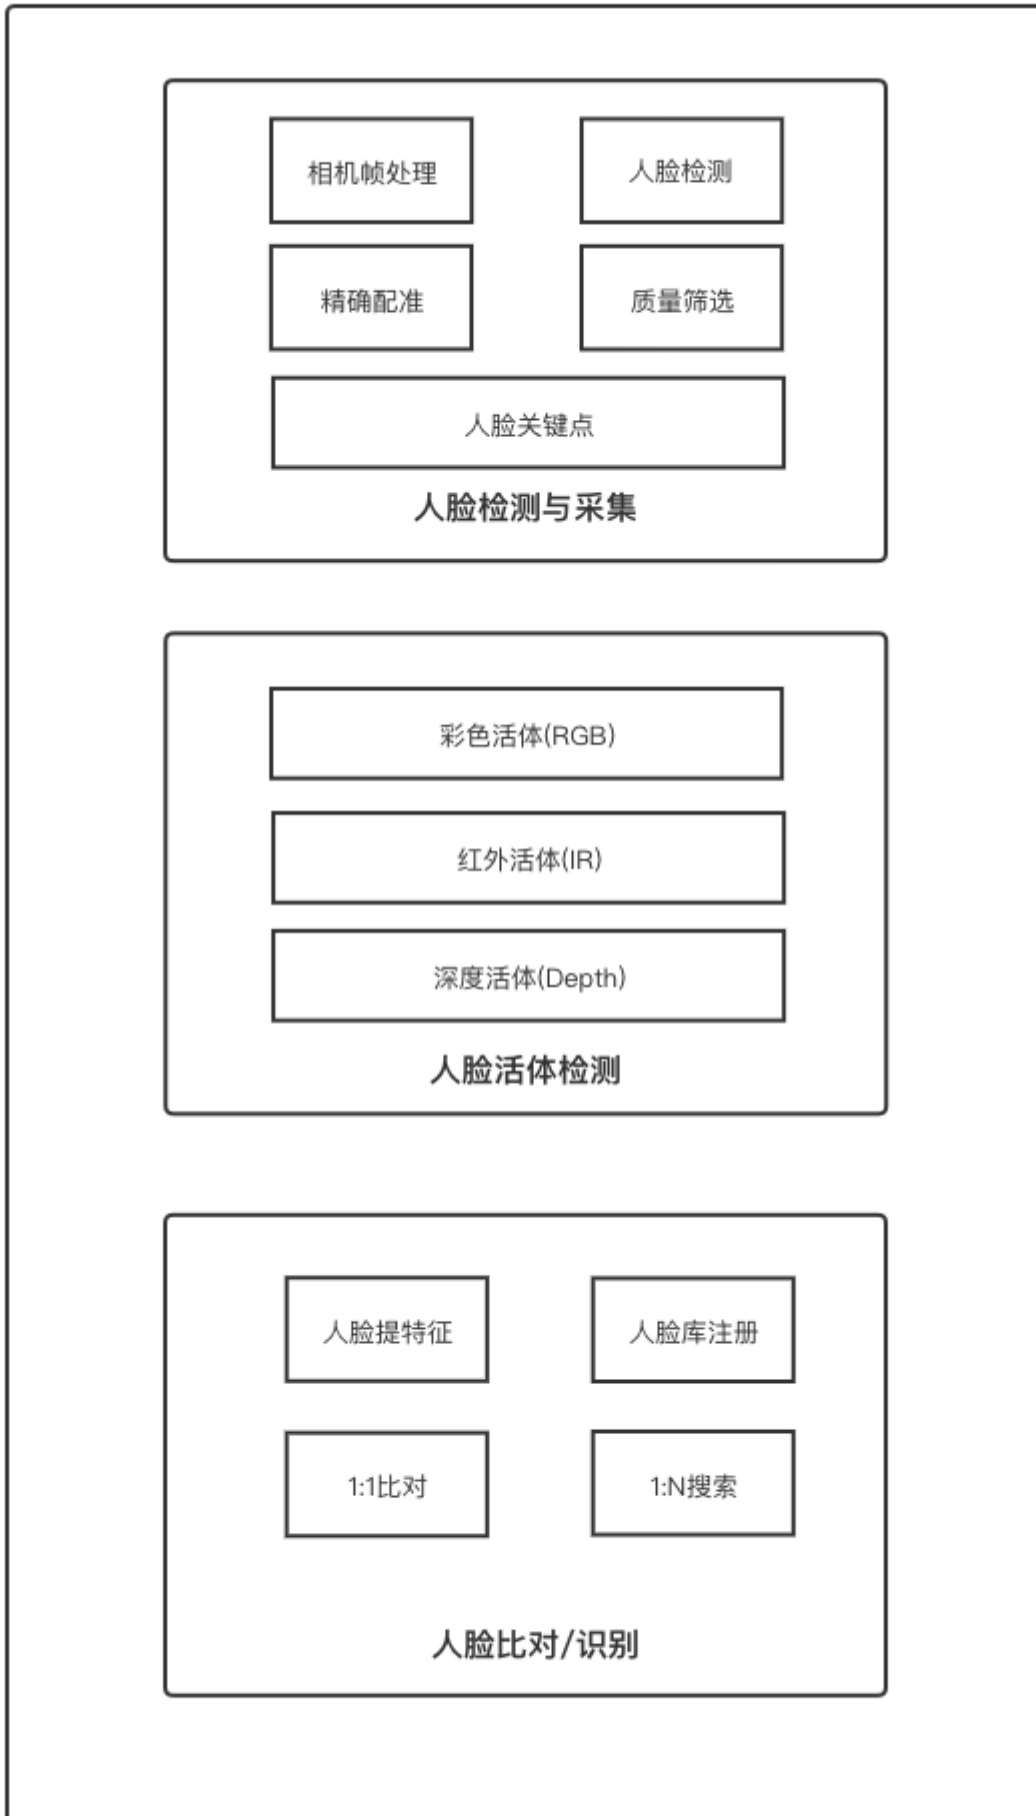 相机帧处理
人脸检测
精确配准
质量筛选
人脸关键点
人脸检测与采集
彩色活体(RGB)
红外活体(IR)
深度活体(Depth)
人脸活体检测
人脸提特征
人脸库注册
1:1比对
1:N搜索
人脸比对/识别